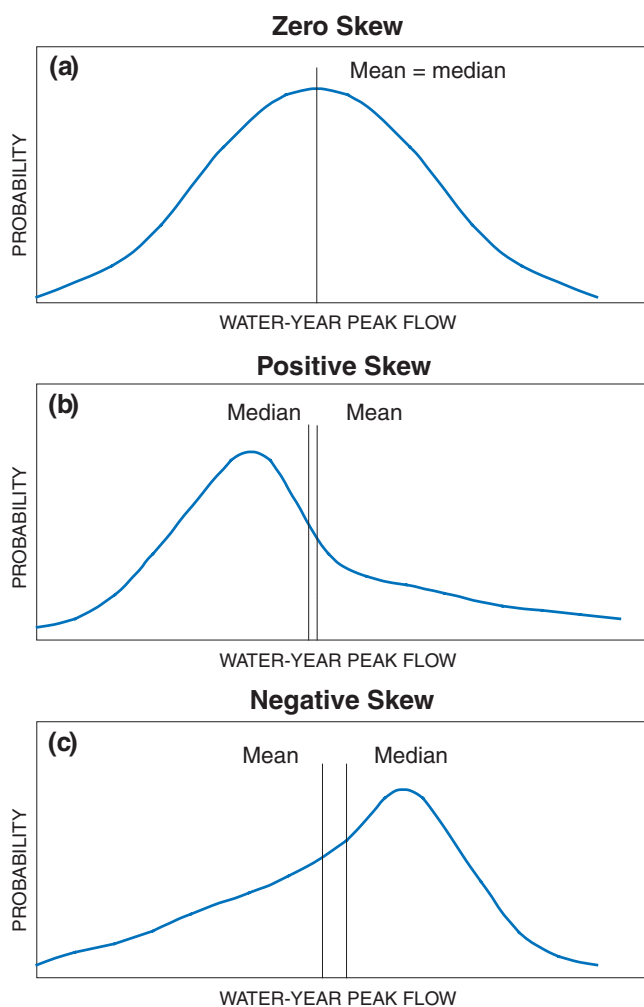 Zero Skew
(a)
Mean = median
PROBABILITY
WATER-YEAR PEAK FLOW
Positive Skew
(b)
Median Mean
PROBABILITY
WATER-YEAR PEAK FLOW
Negative Skew
(c)
Mean Median
PROBABILITY
WATER-YEAR PEAK FLOW